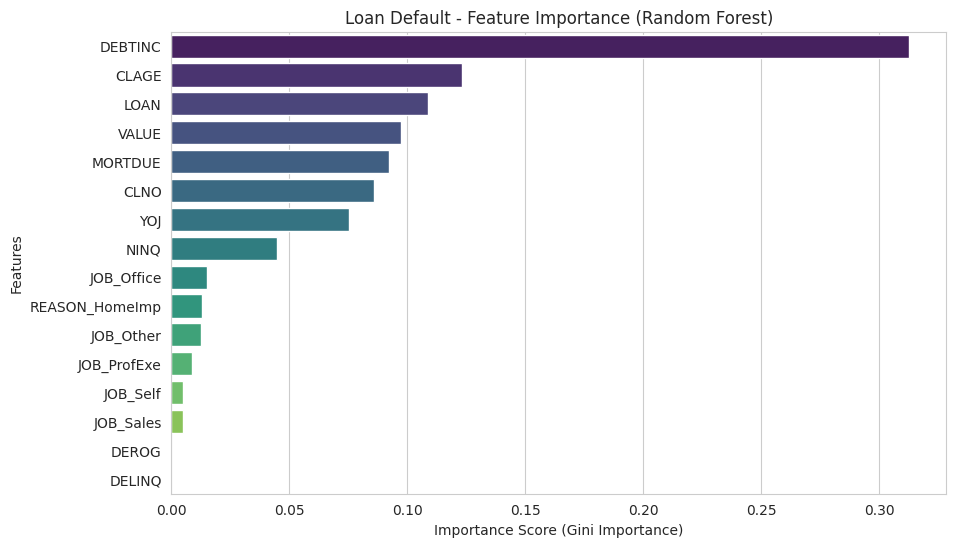 Loan Default - Feature Importance (Random Forest)
Features
DEBTINC
CLAGE
LOAN
VALUE
MORTDUE
CLNO
YOJ
NINQ
JOB_Office
REASON_HomeImp
JOB_Other
JOB_ProfExe
JOB_Self
JOB_Sales
DEROG
DELINQ
0.00 0.05 0.10 0.15 0.20 0.25 0.30
Importance Score (Gini Importance)